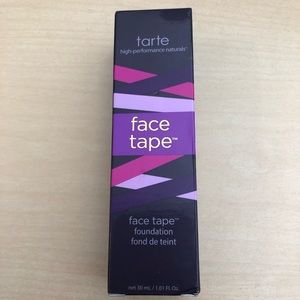 tarte
high-performance naturals™
face
tape™
face tape™
foundation
fond de teint
net 30 mL / 1.01 Fl. Oz.